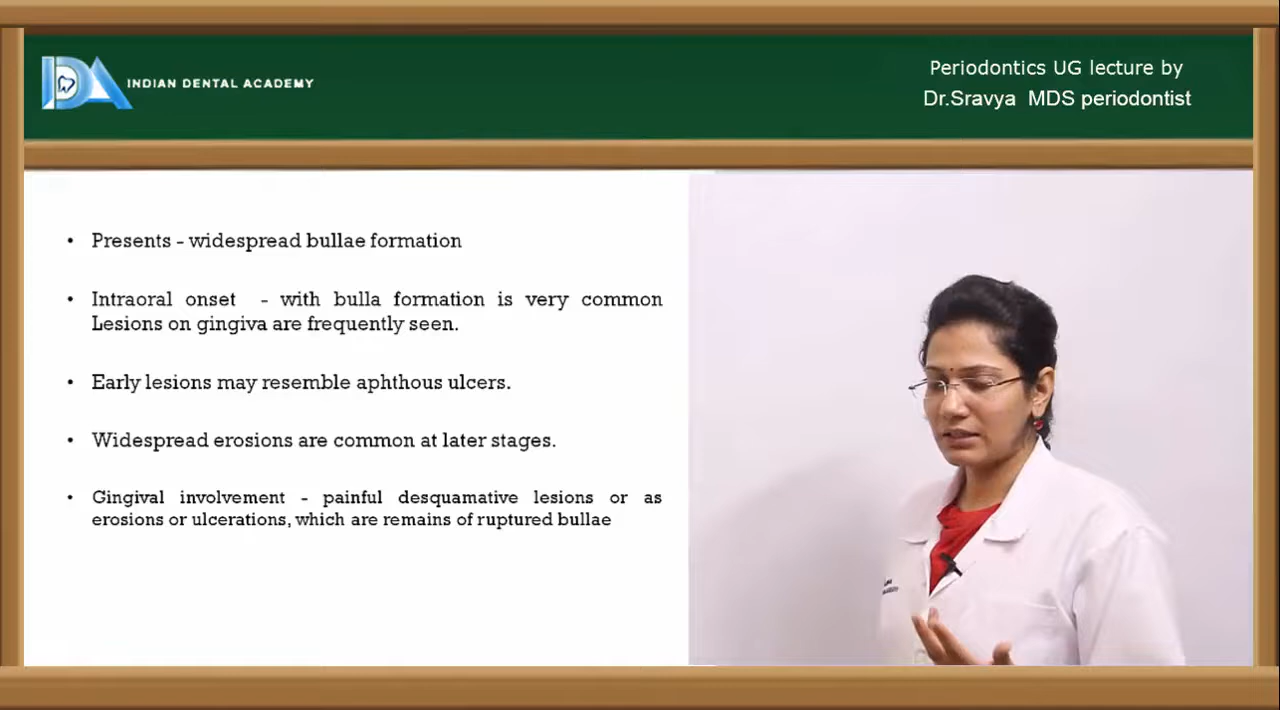 IDA
INDIAN DENTAL ACADEMY
Periodontics UG lecture by
Dr.Sravya MDS periodontist
• Presents - widespread bullae formation
• Intraoral onset - with bulla formation is very common
Lesions on gingiva are frequently seen.
• Early lesions may resemble aphthous ulcers.
• Widespread erosions are common at later stages.
• Gingival involvement - painful desquamative lesions or as
erosions or ulcerations, which are remains of ruptured bullae